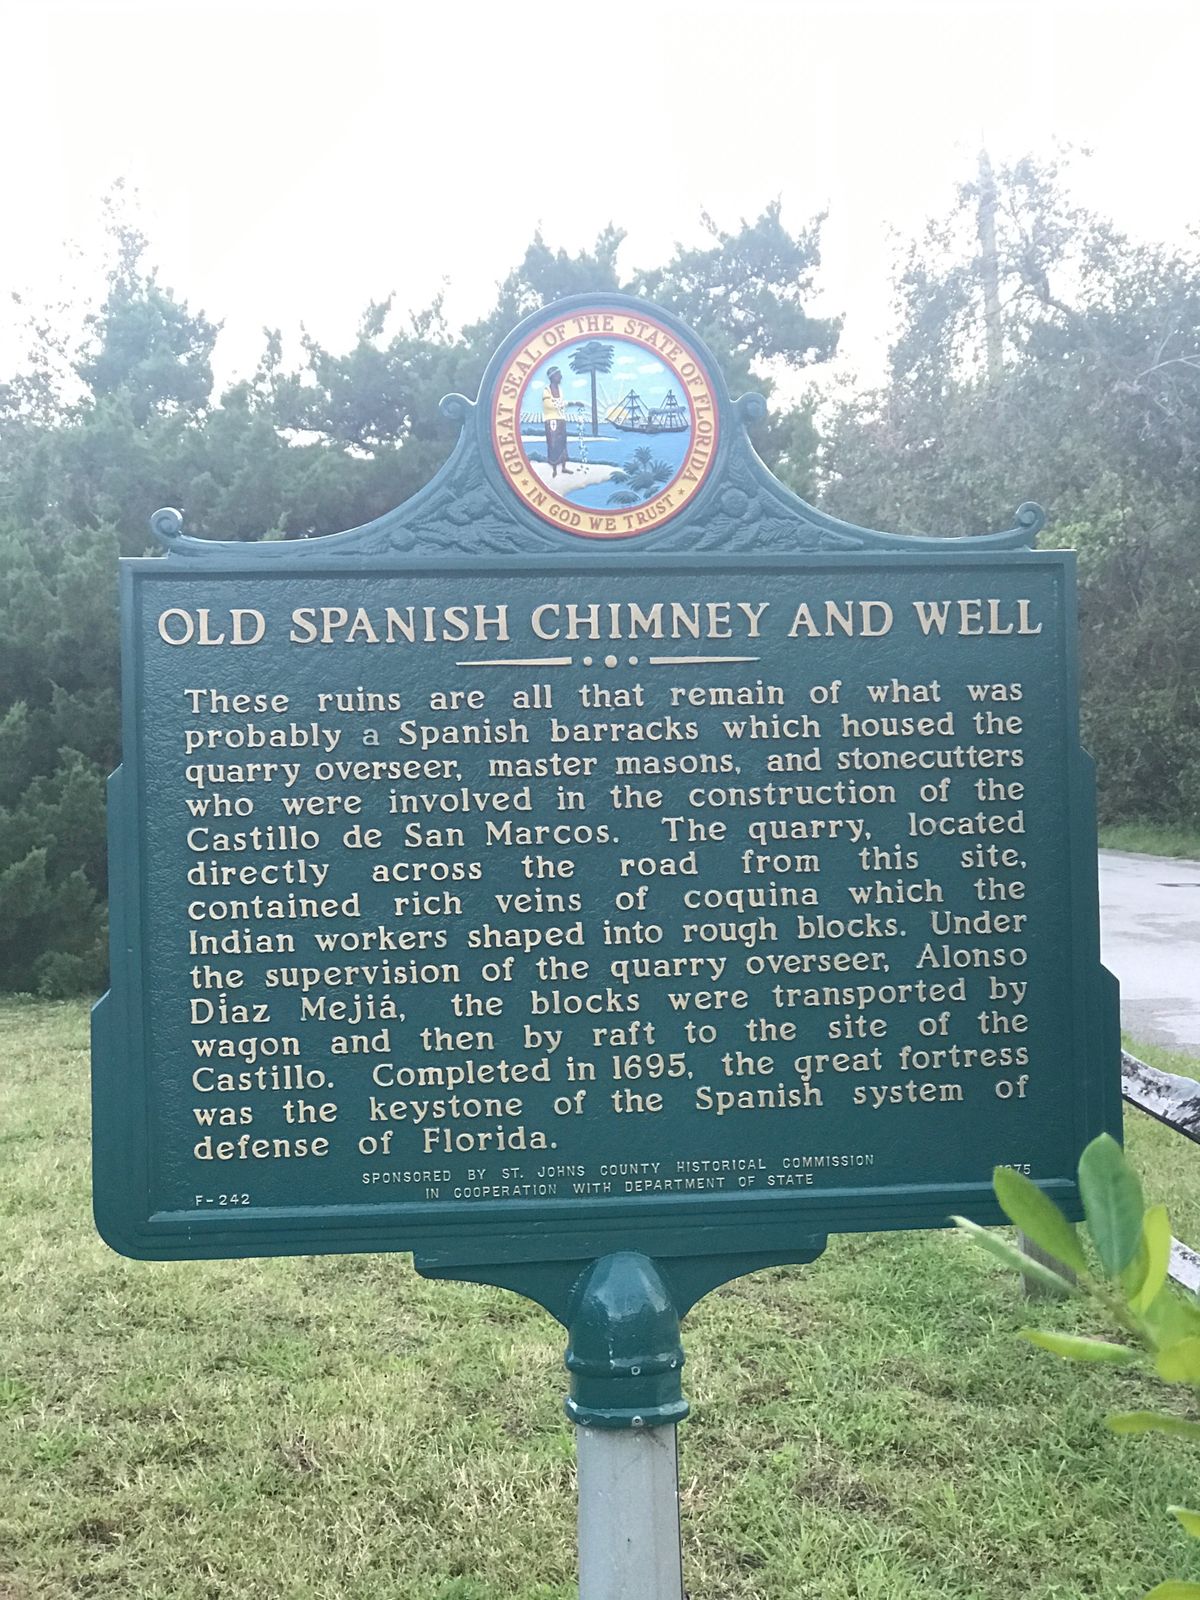 GREAT SEAL OF THE STATE OF FLORIDA
IN GOD WE TRUST
OLD SPANISH CHIMNEY AND WELL
These ruins are all that remain of what was
probably a Spanish barracks which housed the
quarry overseer, master masons, and stonecutters
who were involved in the construction of the
Castillo de San Marcos. The quarry, located
directly across the road from this site,
contained rich veins of coquina which the
Indian workers shaped into rough blocks. Under
the supervision of the quarry overseer, Alonso
Díaz Mejiá, the blocks were transported by
wagon and then by raft to the site of the
Castillo. Completed in 1695, the great fortress
was the keystone of the Spanish system of
defense of Florida.
SPONSORED BY ST. JOHNS COUNTY HISTORICAL COMMISSION
IN COOPERATION WITH DEPARTMENT OF STATE
F-242